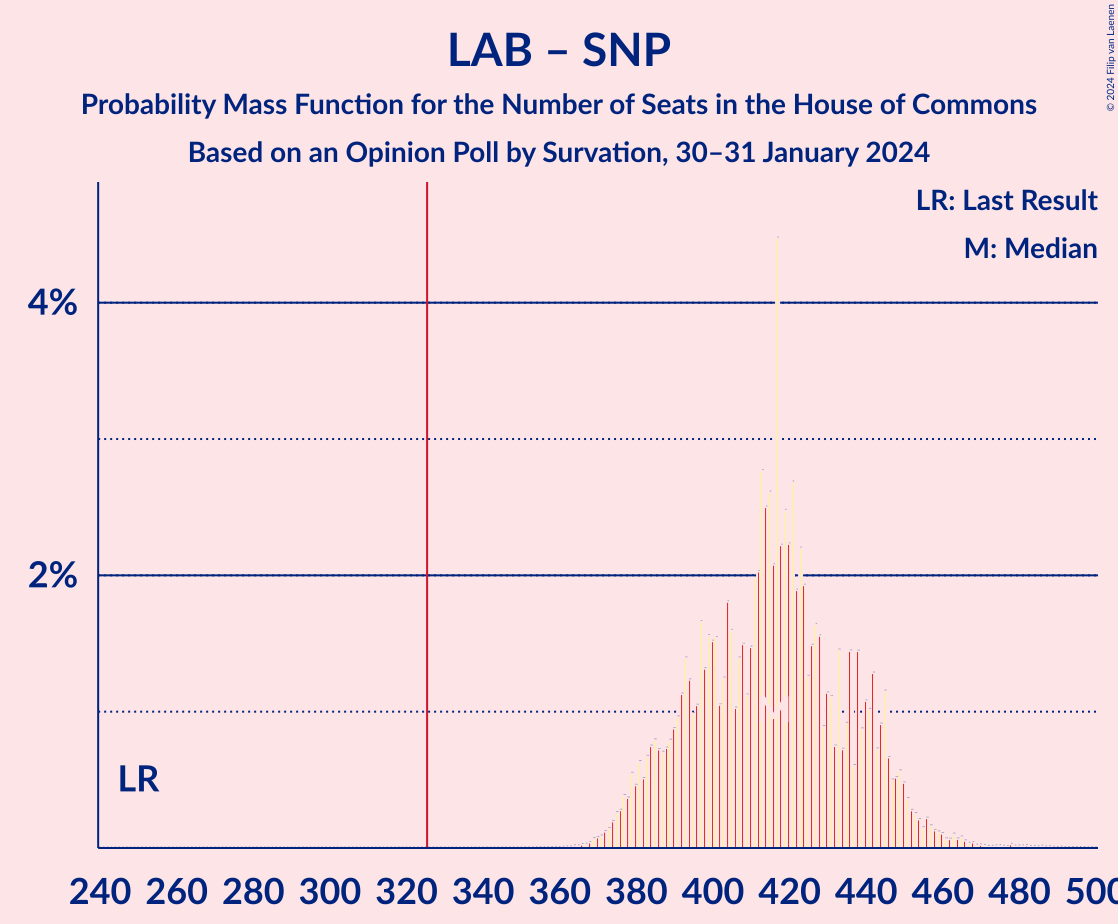 LAB – SNP
Probability Mass Function for the Number of Seats in the House of Commons
Based on an Opinion Poll by Survation, 30–31 January 2024
© 2024 Filip van Laenen
LR: Last Result
M: Median
4%
2%
LR
M
240 260 280 300 320 340 360 380 400 420 440 460 480 500